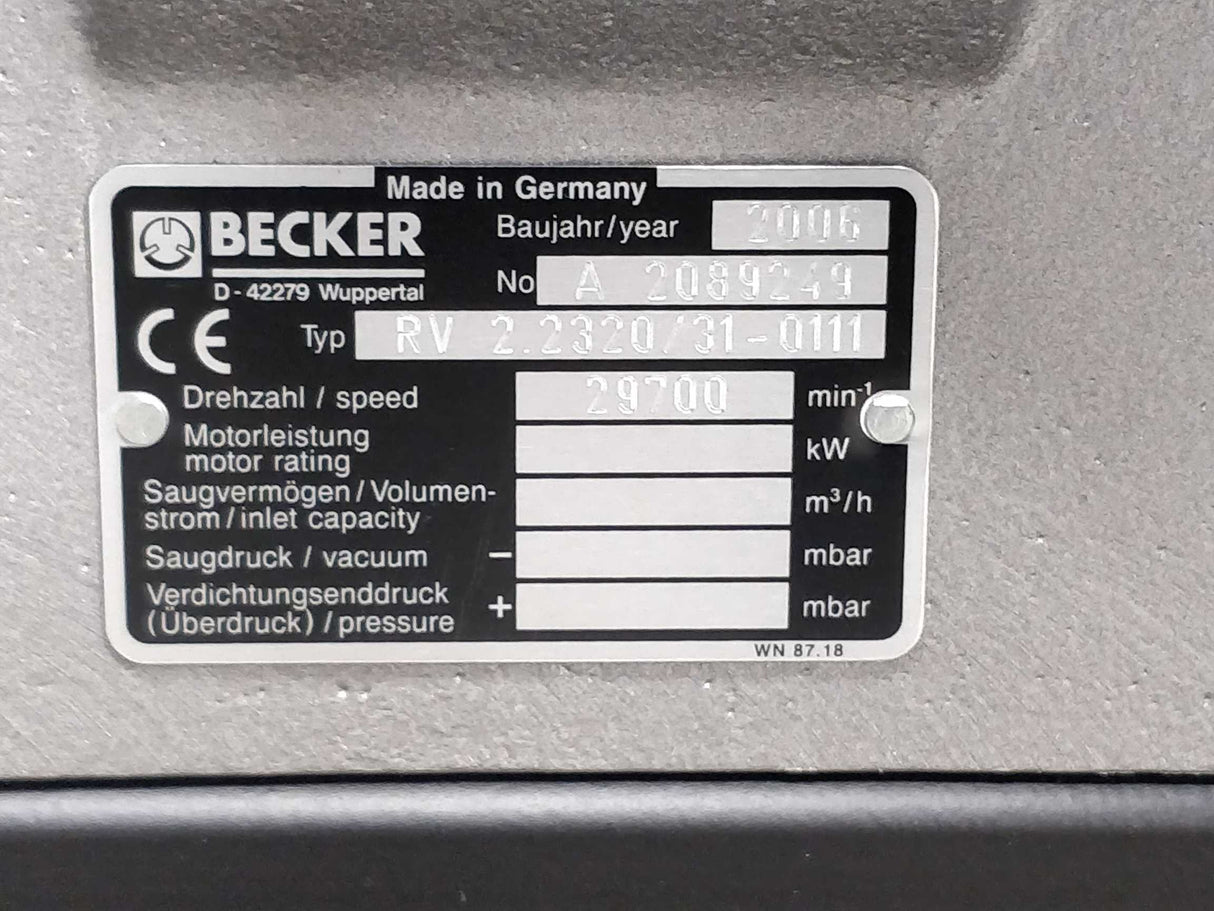 Made in Germany
BECKER
D-42279 Wuppertal
Baujahr/year 2006
No A 2089249
CE Typ RV 2.2320/31-0111
Drehzahl / speed 29700 min-1
Motorleistung
motor rating kW
Saugvermögen/Volumen-
strom/inlet capacity m³/h
Saugdruck / vacuum – mbar
Verdichtungsenddruck
(Überdruck)/pressure + mbar
WN 87.18